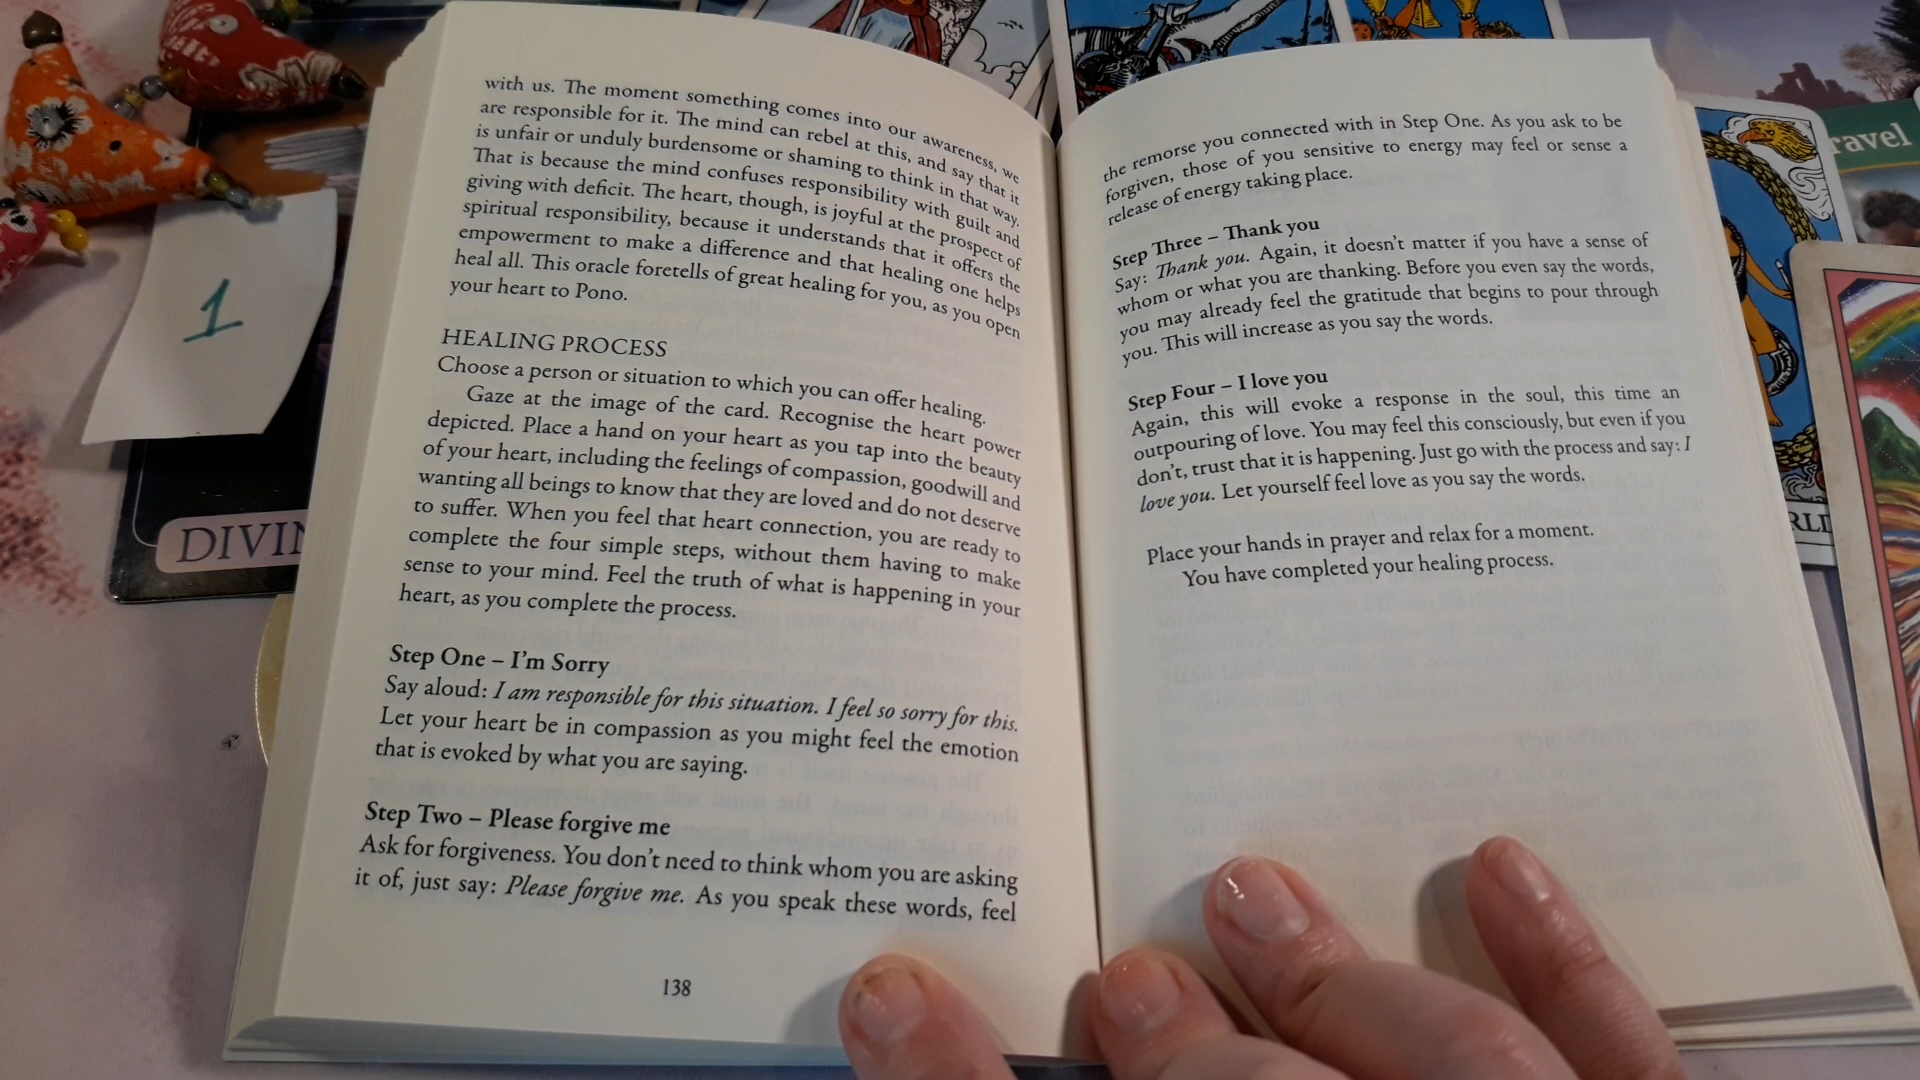 with us. The moment something comes into our awareness, we
are responsible for it. The mind can rebel at this, and say that it
is unfair or unduly burdensome or shaming to think in that way.
That is because the mind confuses responsibility with guilt and
giving with deficit. The heart, though, is joyful at the prospect of
spiritual responsibility, because it understands that it offers the
empowerment to make a difference and that healing one helps
heal all. This oracle foretells of great healing for you, as you open
your heart to Pono.
HEALING PROCESS
Choose a person or situation to which you can offer healing.
Gaze at the image of the card. Recognise the heart power
depicted. Place a hand on your heart as you tap into the beauty
of your heart, including the feelings of compassion, goodwill and
wanting all beings to know that they are loved and do not deserve
to suffer. When you feel that heart connection, you are ready to
complete the four simple steps, without them having to make
sense to your mind. Feel the truth of what is happening in your
heart, as you complete the process.
Step One – I'm Sorry
Say aloud: I am responsible for this situation. I feel so sorry for this.
Let your heart be in compassion as you might feel the emotion
that is evoked by what you are saying.
Step Two – Please forgive me
Ask for forgiveness. You don't need to think whom you are asking
it of, just say: Please forgive me. As you speak these words, feel
138
the remorse you connected with in Step One. As you ask to be
forgiven, those of you sensitive to energy may feel or sense a
release of energy taking place.
Step Three – Thank you
Say: Thank you. Again, it doesn't matter if you have a sense of
whom or what you are thanking. Before you even say the words,
you may already feel the gratitude that begins to pour through
you. This will increase as you say the words.
Step Four – I love you
Again, this will evoke a response in the soul, this time an
outpouring of love. You may feel this consciously, but even if you
don't, trust that it is happening. Just go with the process and say: I
love you. Let yourself feel love as you say the words.
Place your hands in prayer and relax for a moment.
You have completed your healing process.
1
DIVIN
ravel
RLD